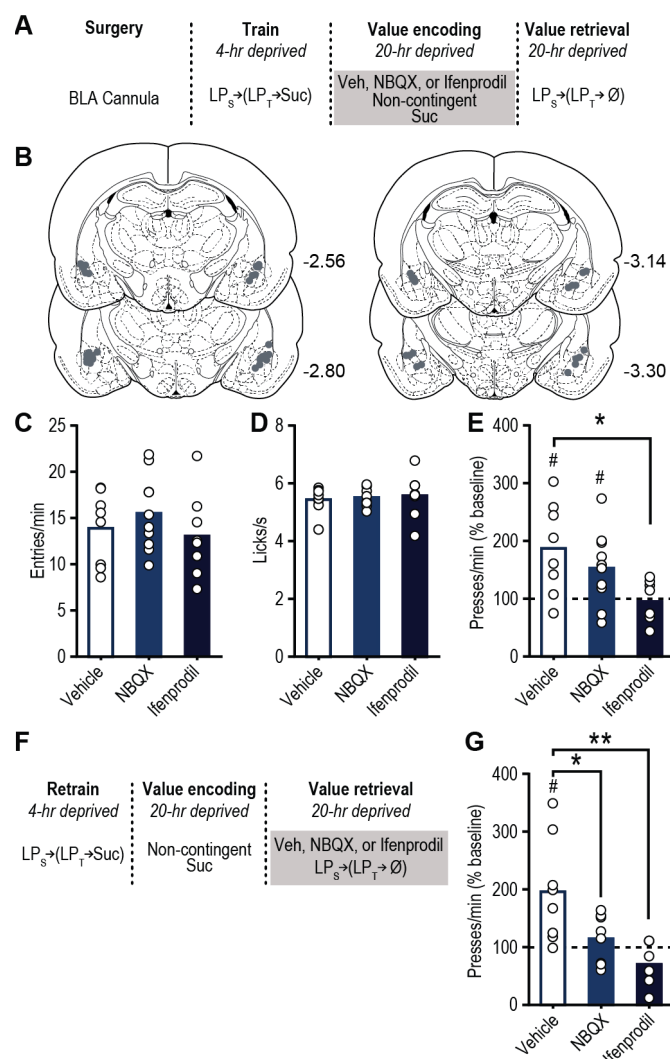 A
Surgery
Train
Value encoding
Value retrieval
4-hr deprived
20-hr deprived
20-hr deprived
BLA Cannula
LPS→(LPT→Suc)
Veh, NBQX, or Ifenprodil
Non-contingent
Suc
LPS→(LPT→Ø)
B
-2.56
-2.80
-3.14
-3.30
C
Entries/min
25
20
15
10
5
0
Vehicle
NBQX
Ifenprodil
D
Licks/s
8
6
4
2
0
Vehicle
NBQX
Ifenprodil
E
Presses/min (% baseline)
400
300
200
100
0
*
#
#
Vehicle
NBQX
Ifenprodil
F
Retrain
Value encoding
Value retrieval
4-hr deprived
20-hr deprived
20-hr deprived
LPS→(LPT→Suc)
Non-contingent
Suc
Veh, NBQX, or Ifenprodil
LPS→(LPT→Ø)
G
Presses/min (% baseline)
400
300
200
100
0
**
*
#
Vehicle
NBQX
Ifenprodil